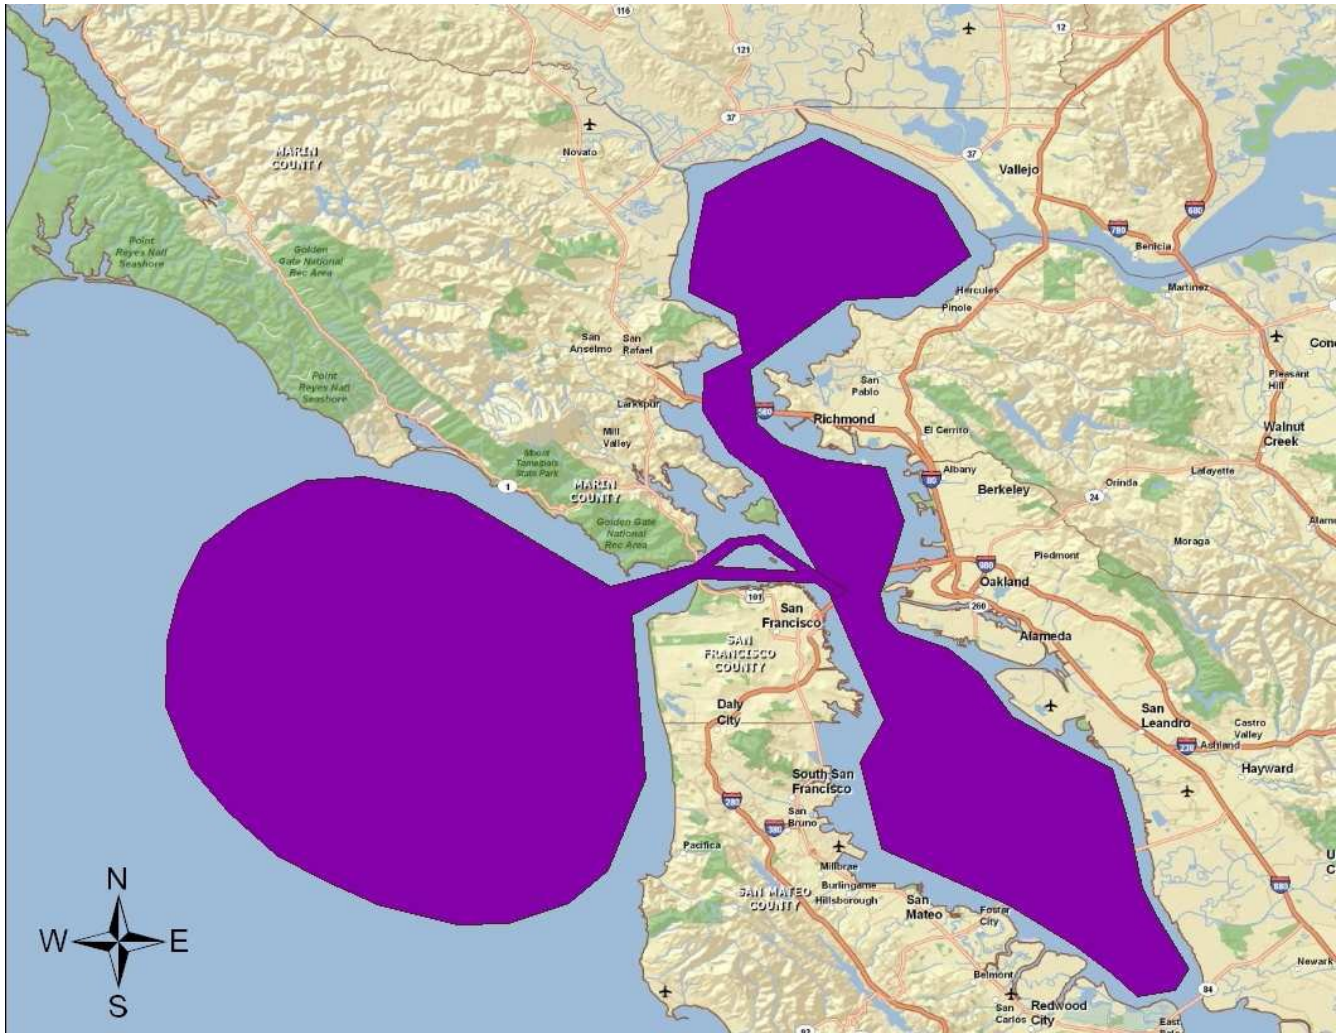 116
12
121
37
Novato
MARIN
COUNTY
37
Vallejo
680
780
Benicia
Point
Reyes Natl
Seashore
Golden
Gate National
Rec Area
Martinez
Hercules
Pinole
San
Anselmo
San
Rafael
Pleasant
Hill
Point
Reyes Natl
Seashore
San
Pablo
Larkspur
580
Richmond
Mill
Valley
El Cerrito
Walnut
Creek
Mount
Tamalpais
State Park
Albany
80
Lafayette
Orinda
1
MARIN
COUNTY
Berkeley
24
Golden Gate
National
Rec Area
Moraga
Piedmont
980
Oakland
101
San
Francisco
260
Alameda
SAN
FRANCISCO
COUNTY
Daly
City
San
Leandro
Castro
Valley
238
Ashland
Hayward
South San
Francisco
280
San
Bruno
380
Pacifica
Millbrae
Burlingame
Hillsborough
SAN MATEO
COUNTY
880
San
Mateo
Foster
City
N
W
E
S
Belmont
Newark
San
Carlos
Redwood
City
84
East